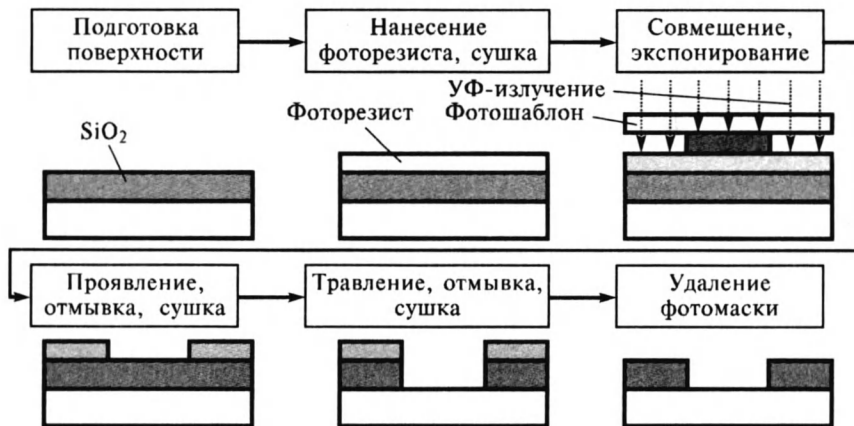 Подготовка
поверхности
Нанесение
фоторезиста, сушка
Совмещение,
экспонирование
SiO₂
Фоторезист
УФ-излучение
Фотошаблон
Проявление,
отмывка, сушка
Травление, отмывка,
сушка
Удаление
фотомаски